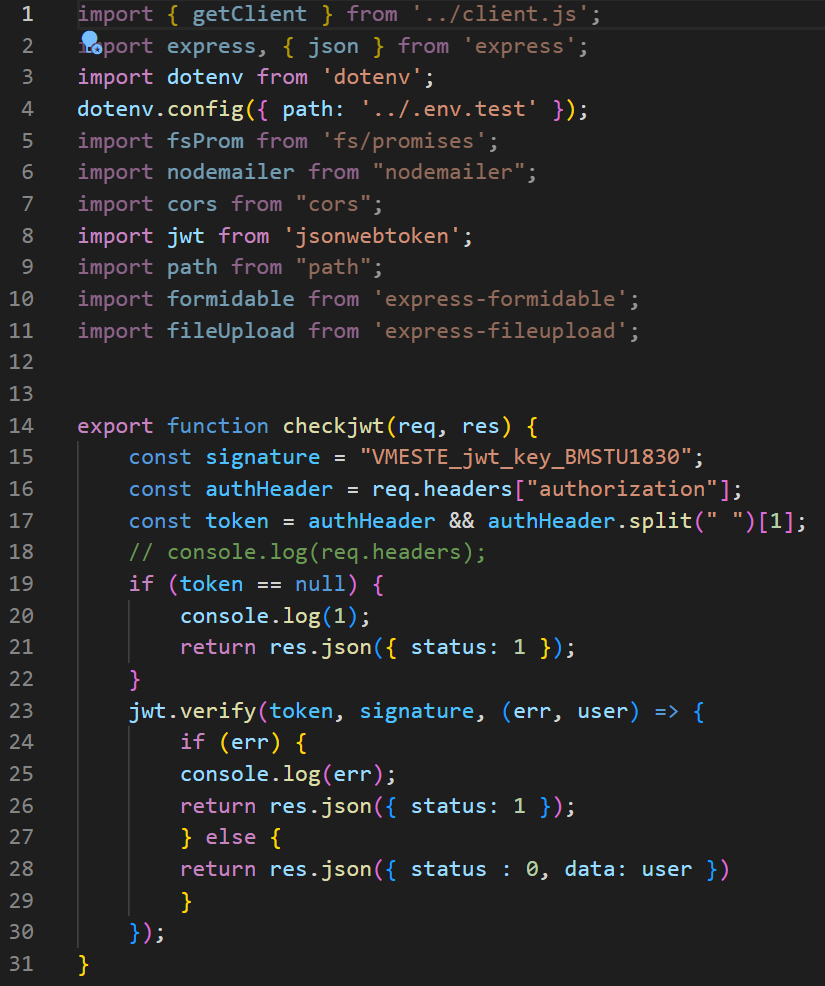 1 import { getClient } from '../client.js';
2 import express, { json } from 'express';
3 import dotenv from 'dotenv';
4 dotenv.config({ path: '../.env.test' });
5 import fsProm from 'fs/promises';
6 import nodemailer from "nodemailer";
7 import cors from "cors";
8 import jwt from 'jsonwebtoken';
9 import path from "path";
10 import formidable from 'express-formidable';
11 import fileUpload from 'express-fileupload';
12
13
14 export function checkjwt(req, res) {
15     const signature = "VMESTE_jwt_key_BMSTU1830";
16     const authHeader = req.headers["authorization"];
17     const token = authHeader && authHeader.split(" ")[1];
18     // console.log(req.headers);
19     if (token == null) {
20         console.log(1);
21         return res.json({ status: 1 });
22     }
23     jwt.verify(token, signature, (err, user) => {
24         if (err) {
25         console.log(err);
26         return res.json({ status: 1 });
27         } else {
28         return res.json({ status : 0, data: user })
29         }
30     });
31 }